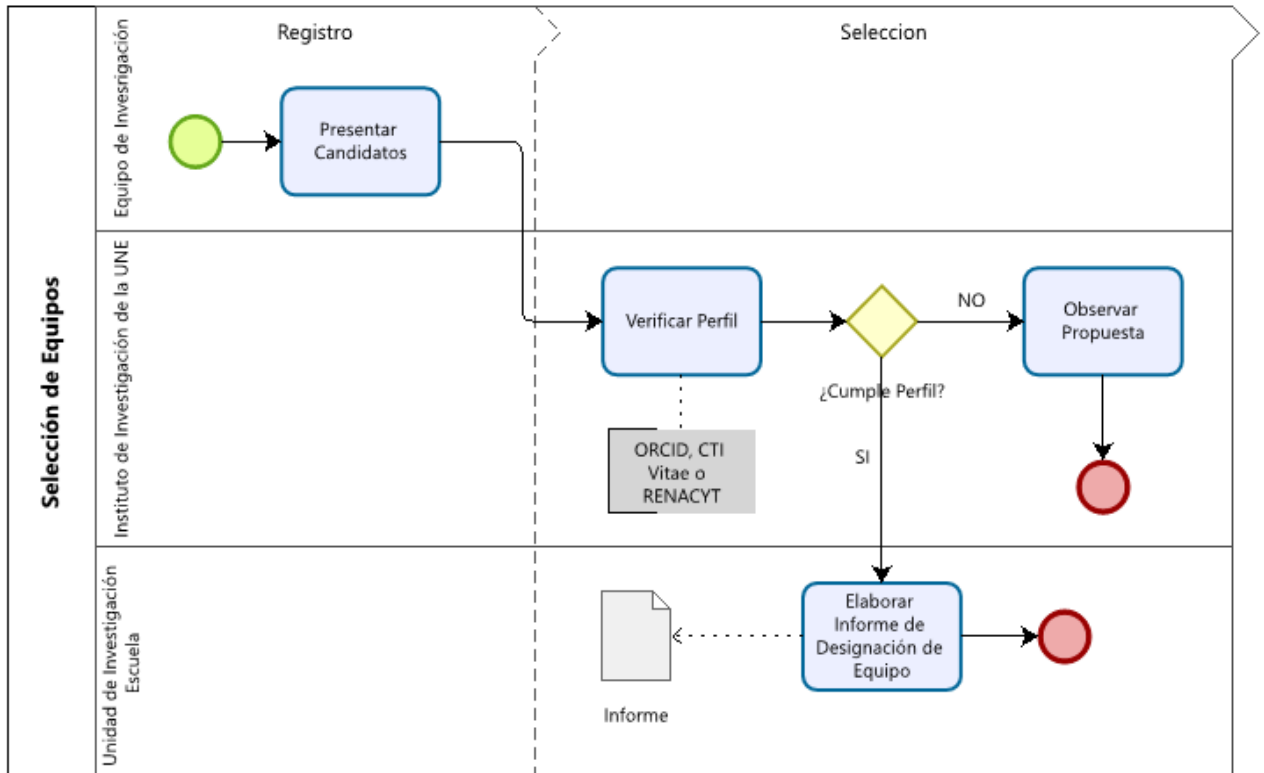 Selección de Equipos
Registro
Seleccion
Equipo de Invesrigación
Presentar
Candidatos
Instituto de Investigación de la UNE
Verificar Perfil
¿Cumple Perfil?
NO
Observar
Propuesta
ORCID, CTI
Vitae o
RENACYT
SI
Unidad de Investigación
Escuela
Elaborar
Informe de
Designación de
Equipo
Informe